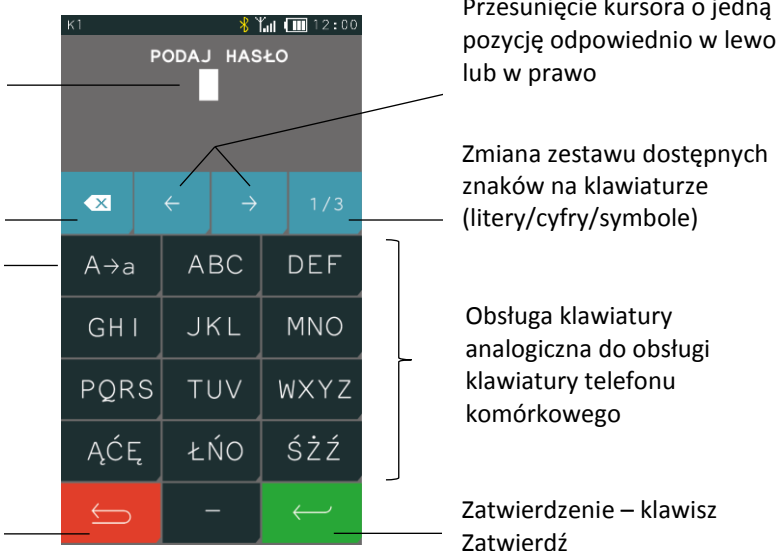 Przesunięcie kursora o jedną
pozycję odpowiednio w lewo
lub w prawo
K1 12:00
PODAJ HASŁO
1/3
Zmiana zestawu dostępnych
znaków na klawiaturze
(litery/cyfry/symbole)
A→a ABC DEF
GHI JKL MNO
PQRS TUV WXYZ
ĄĆĘ ŁŃO ŚŻŹ
–
Obsługa klawiatury
analogiczna do obsługi
klawiatury telefonu
komórkowego
Zatwierdzenie – klawisz
Zatwierdź